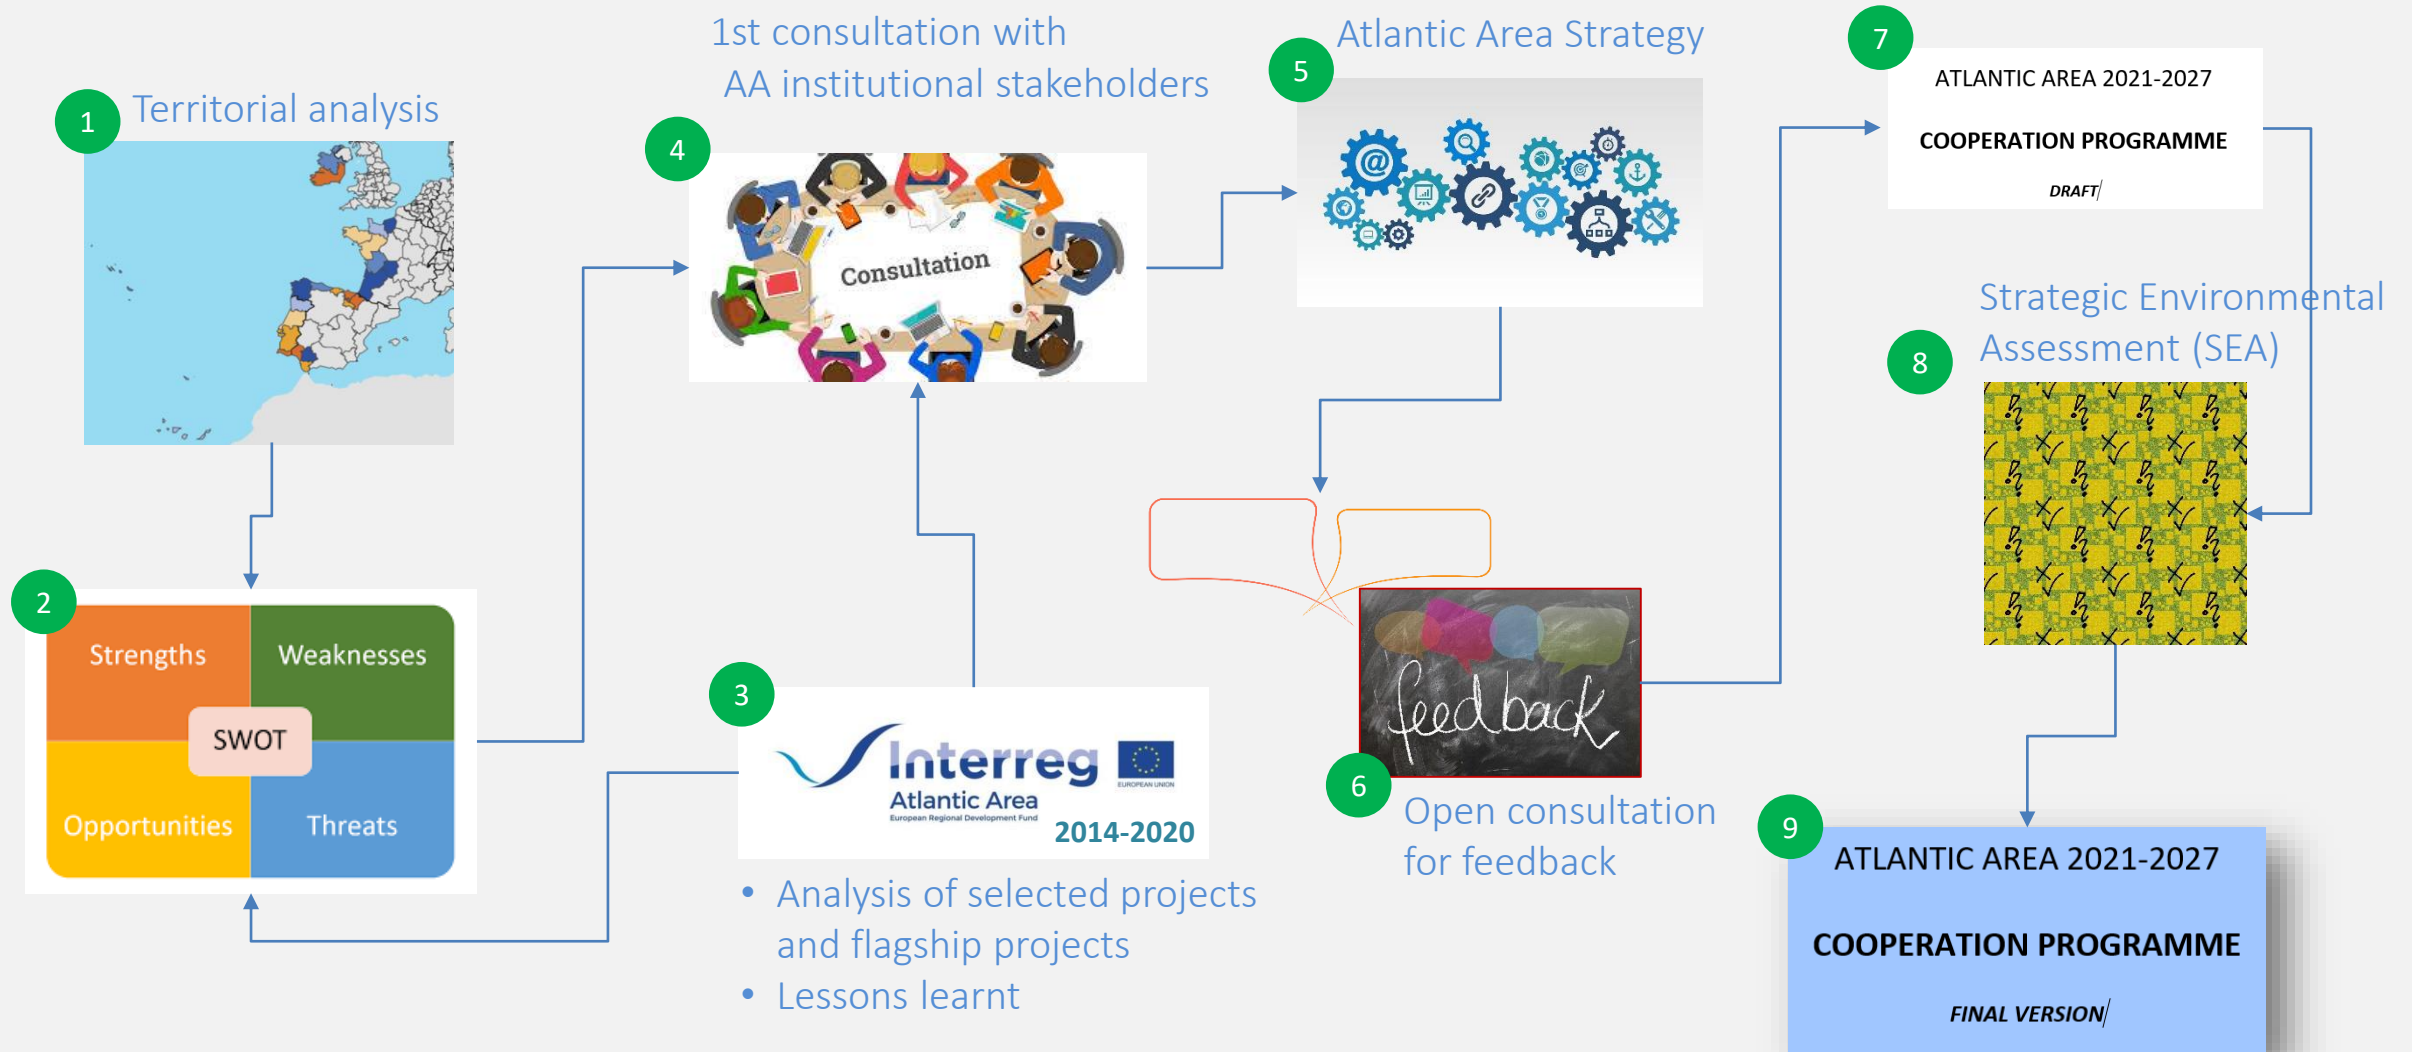 1
Territorial analysis
2
Strengths
Weaknesses
SWOT
Opportunities
Threats
3
Interreg
EUROPEAN UNION
Atlantic Area
European Regional Development Fund
2014-2020
• Analysis of selected projects
and flagship projects
• Lessons learnt
1st consultation with
AA institutional stakeholders
4
Consultation
Atlantic Area Strategy
5
@
feedback
6
Open consultation
for feedback
7
ATLANTIC AREA 2021-2027
COOPERATION PROGRAMME
DRAFT
Strategic Environmental
Assessment (SEA)
8
9
ATLANTIC AREA 2021-2027
COOPERATION PROGRAMME
FINAL VERSION